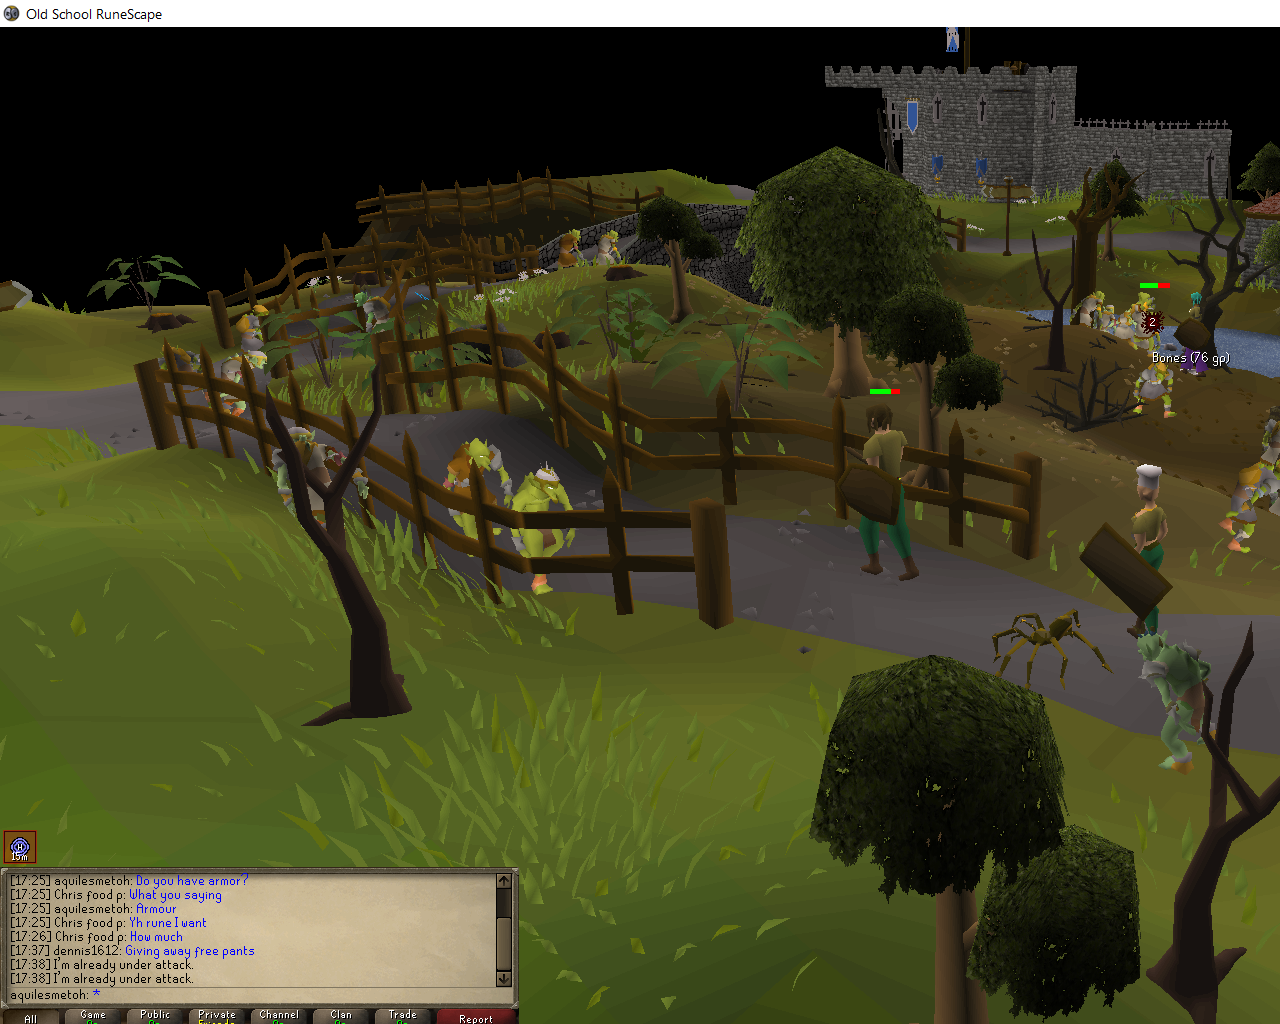 Old School RuneScape
2
Bones (76 gp)
15m
[17:25] aquilesmetoh: Do you have armor?
[17:25] Chris food p: What you saying
[17:25] aquilesmetoh: Armour
[17:25] Chris food p: Yh rune I want
[17:26] Chris food p: How much
[17:37] dennis1612: Giving away free pants
[17:38] I'm already under attack.
[17:38] I'm already under attack.
aquilesmetoh: *
All Game Public Private Channel Clan Trade Report